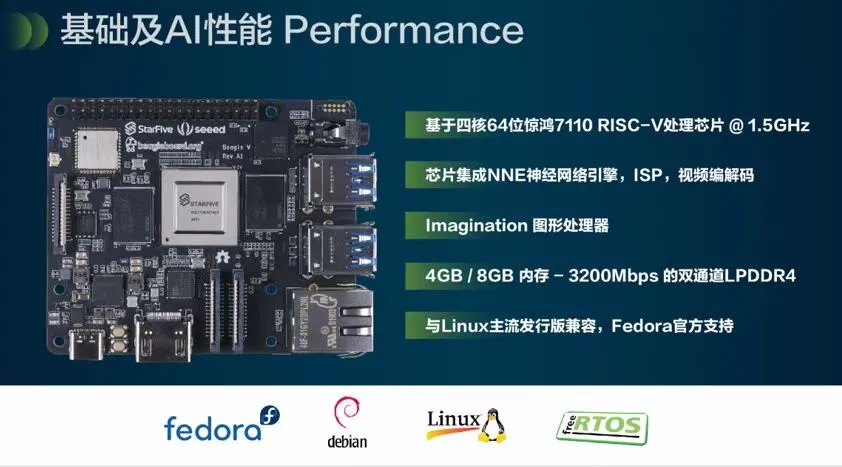 基础及AI性能 Performance
StarFive seeed
beagleboard.org
Beagle V
Rev A1
STARFIVE
基于四核64位惊鸿7110 RISC-V处理芯片 @ 1.5GHz
芯片集成NNE神经网络引擎，ISP，视频编解码
Imagination 图形处理器
4GB / 8GB 内存 – 3200Mbps 的双通道LPDDR4
与Linux主流发行版兼容，Fedora官方支持
fedora
debian
Linux
free RTOS